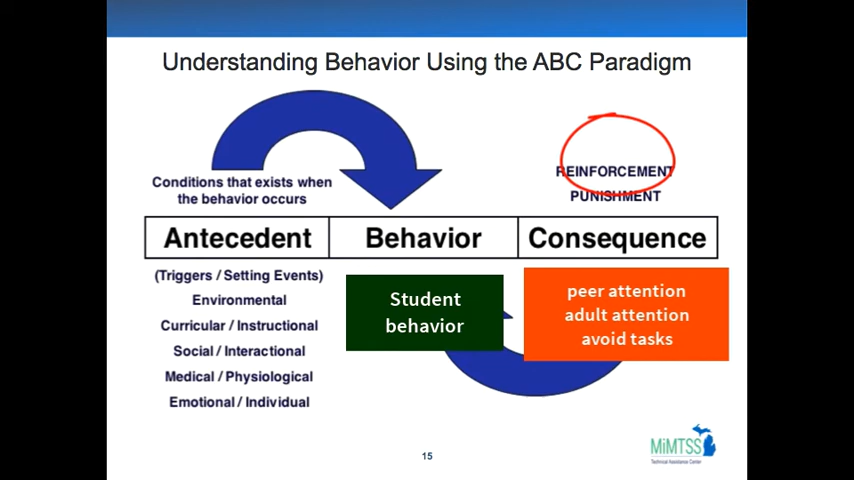 Understanding Behavior Using the ABC Paradigm
Conditions that exists when
the behavior occurs
REINFORCEMENT
PUNISHMENT
Antecedent
Behavior
Consequence
(Triggers / Setting Events)
Environmental
Curricular / Instructional
Social / Interactional
Medical / Physiological
Emotional / Individual
Student
behavior
peer attention
adult attention
avoid tasks
15
MiMTSS
Technical Assistance Center